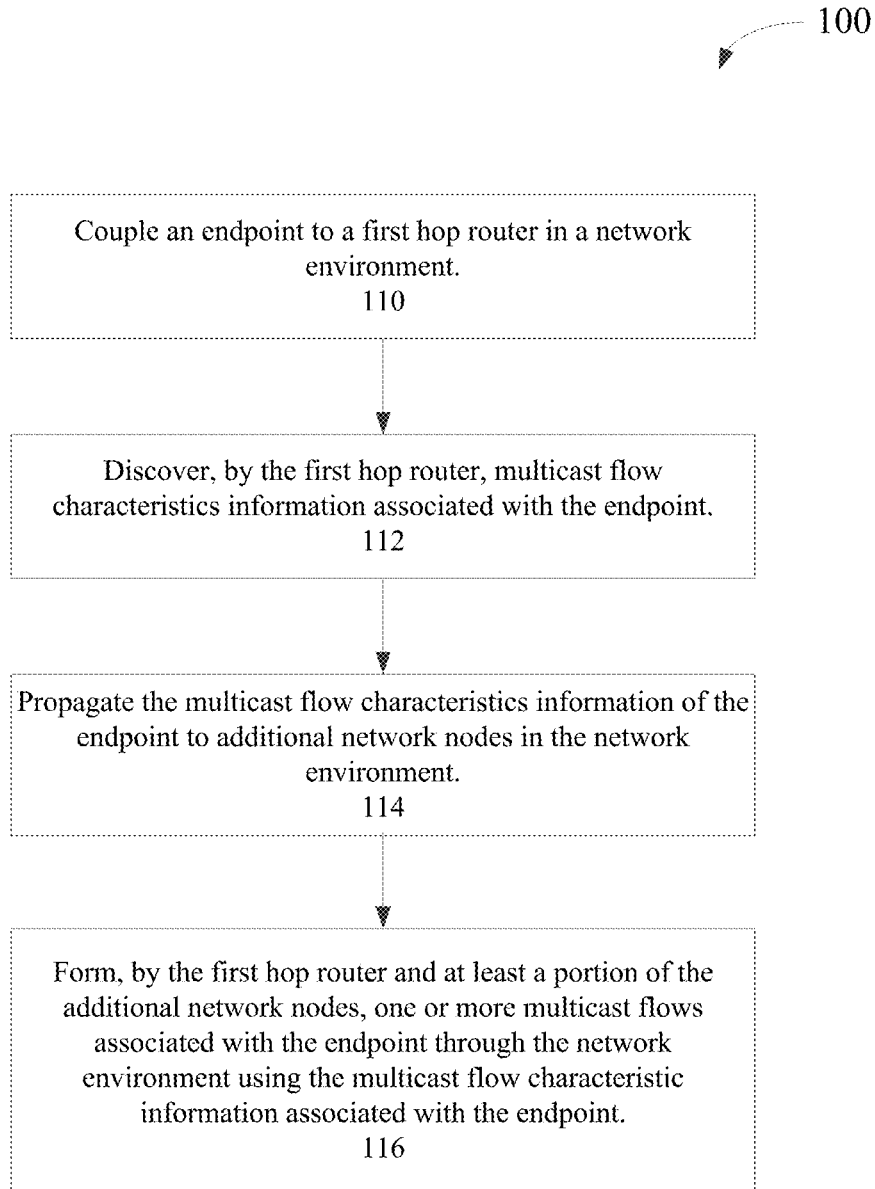 100
Couple an endpoint to a first hop router in a network
environment.
110
Discover, by the first hop router, multicast flow
characteristics information associated with the endpoint.
112
Propagate the multicast flow characteristics information of the
endpoint to additional network nodes in the network
environment.
114
Form, by the first hop router and at least a portion of the
additional network nodes, one or more multicast flows
associated with the endpoint through the network
environment using the multicast flow characteristic
information associated with the endpoint.
116